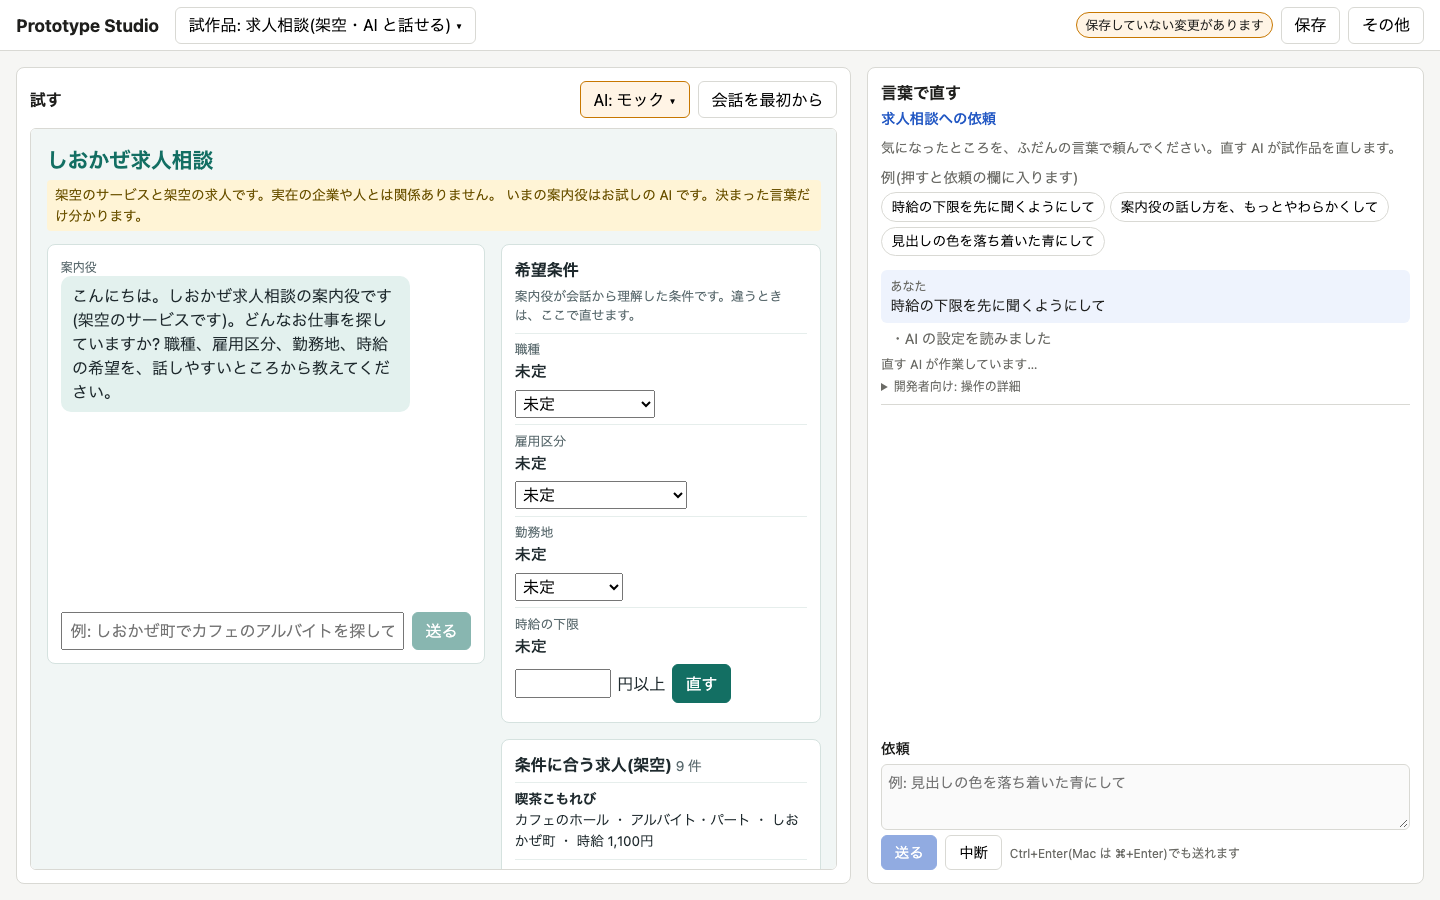 Prototype Studio
試作品: 求人相談(架空・AI と話せる) ▾
保存していない変更があります
保存
その他
試す
AI: モック ▾
会話を最初から
しおかぜ求人相談
架空のサービスと架空の求人です。実在の企業や人とは関係ありません。 いまの案内役はお試しの AI です。決まった言葉だ
け分かります。
案内役
こんにちは。しおかぜ求人相談の案内役です
(架空のサービスです)。どんなお仕事を探し
ていますか? 職種、雇用区分、勤務地、時給
の希望を、話しやすいところから教えてくだ
さい。
例: しおかぜ町でカフェのアルバイトを探して
送る
希望条件
案内役が会話から理解した条件です。違うとき
は、ここで直せます。
職種
未定
未定
雇用区分
未定
未定
勤務地
未定
未定
時給の下限
未定
円以上
直す
条件に合う求人(架空) 9 件
喫茶こもれび
カフェのホール ・ アルバイト・パート ・ しお
かぜ町 ・ 時給 1,100円
言葉で直す
求人相談への依頼
気になったところを、ふだんの言葉で頼んでください。直す AI が試作品を直します。
例(押すと依頼の欄に入ります)
時給の下限を先に聞くようにして
案内役の話し方を、もっとやわらかくして
見出しの色を落ち着いた青にして
あなた
時給の下限を先に聞くようにして
・AI の設定を読みました
直す AI が作業しています…
▶ 開発者向け: 操作の詳細
依頼
例: 見出しの色を落ち着いた青にして
送る
中断
Ctrl+Enter(Mac は ⌘+Enter)でも送れます